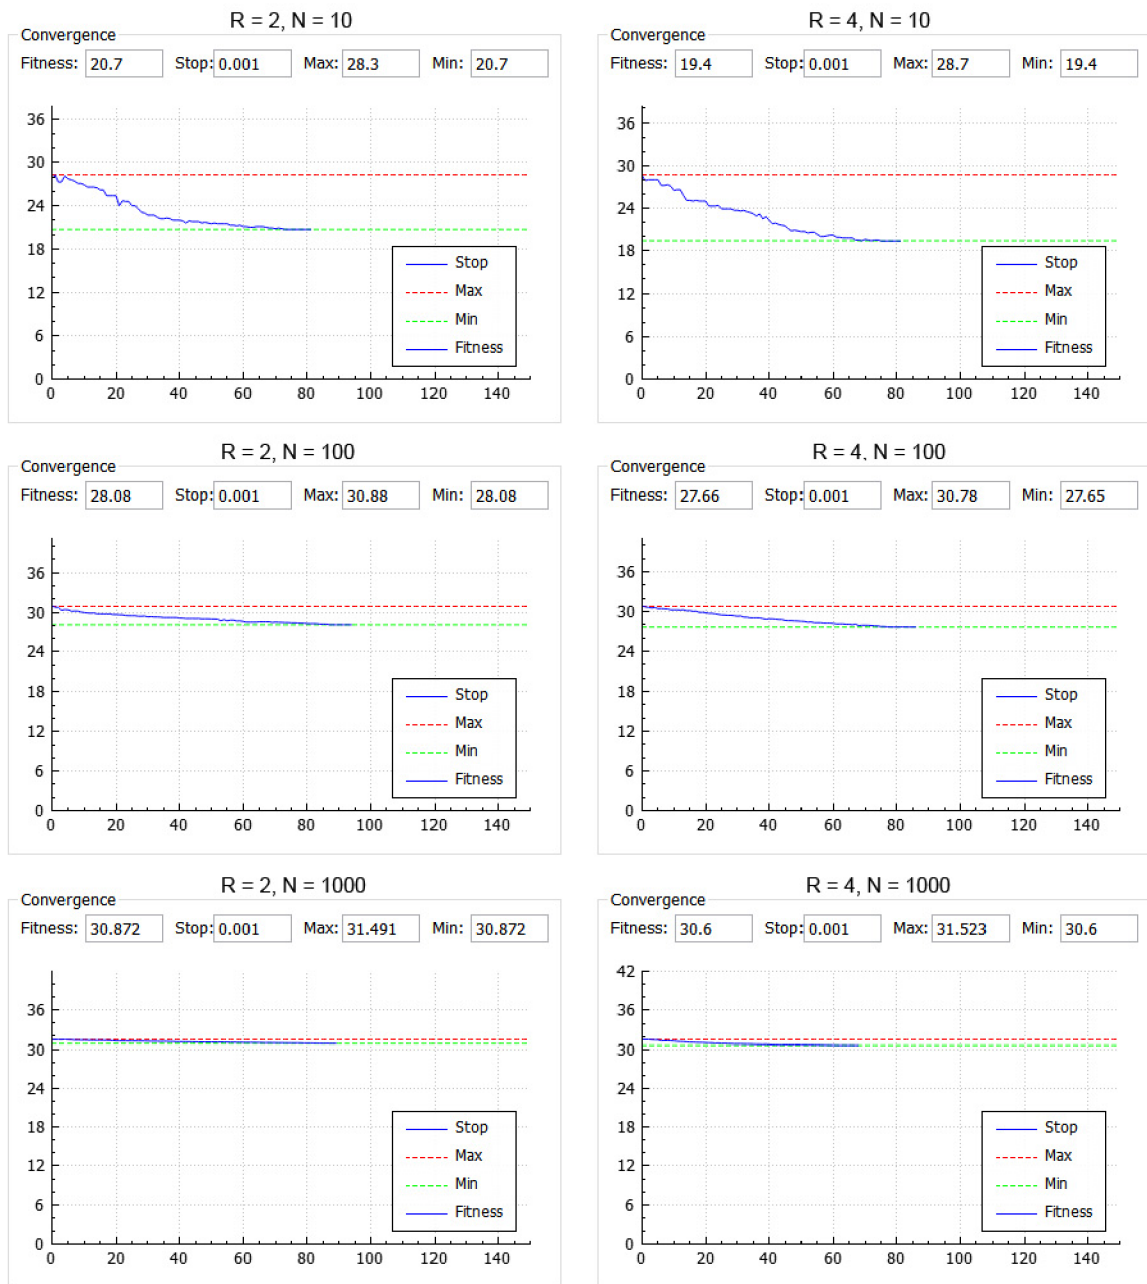 R = 2, N = 10
Convergence
Fitness: 20.7 Stop: 0.001 Max: 28.3 Min: 20.7
36
30
24
18
12
6
0
0 20 40 60 80 100 120 140
Stop
Max
Min
Fitness
R = 4, N = 10
Convergence
Fitness: 19.4 Stop: 0.001 Max: 28.7 Min: 19.4
36
30
24
18
12
6
0
0 20 40 60 80 100 120 140
Stop
Max
Min
Fitness
R = 2, N = 100
Convergence
Fitness: 28.08 Stop: 0.001 Max: 30.88 Min: 28.08
36
30
24
18
12
6
0
0 20 40 60 80 100 120 140
Stop
Max
Min
Fitness
R = 4, N = 100
Convergence
Fitness: 27.66 Stop: 0.001 Max: 30.78 Min: 27.65
36
30
24
18
12
6
0
0 20 40 60 80 100 120 140
Stop
Max
Min
Fitness
R = 2, N = 1000
Convergence
Fitness: 30.872 Stop: 0.001 Max: 31.491 Min: 30.872
36
30
24
18
12
6
0
0 20 40 60 80 100 120 140
Stop
Max
Min
Fitness
R = 4, N = 1000
Convergence
Fitness: 30.6 Stop: 0.001 Max: 31.523 Min: 30.6
42
36
30
24
18
12
6
0
0 20 40 60 80 100 120 140
Stop
Max
Min
Fitness